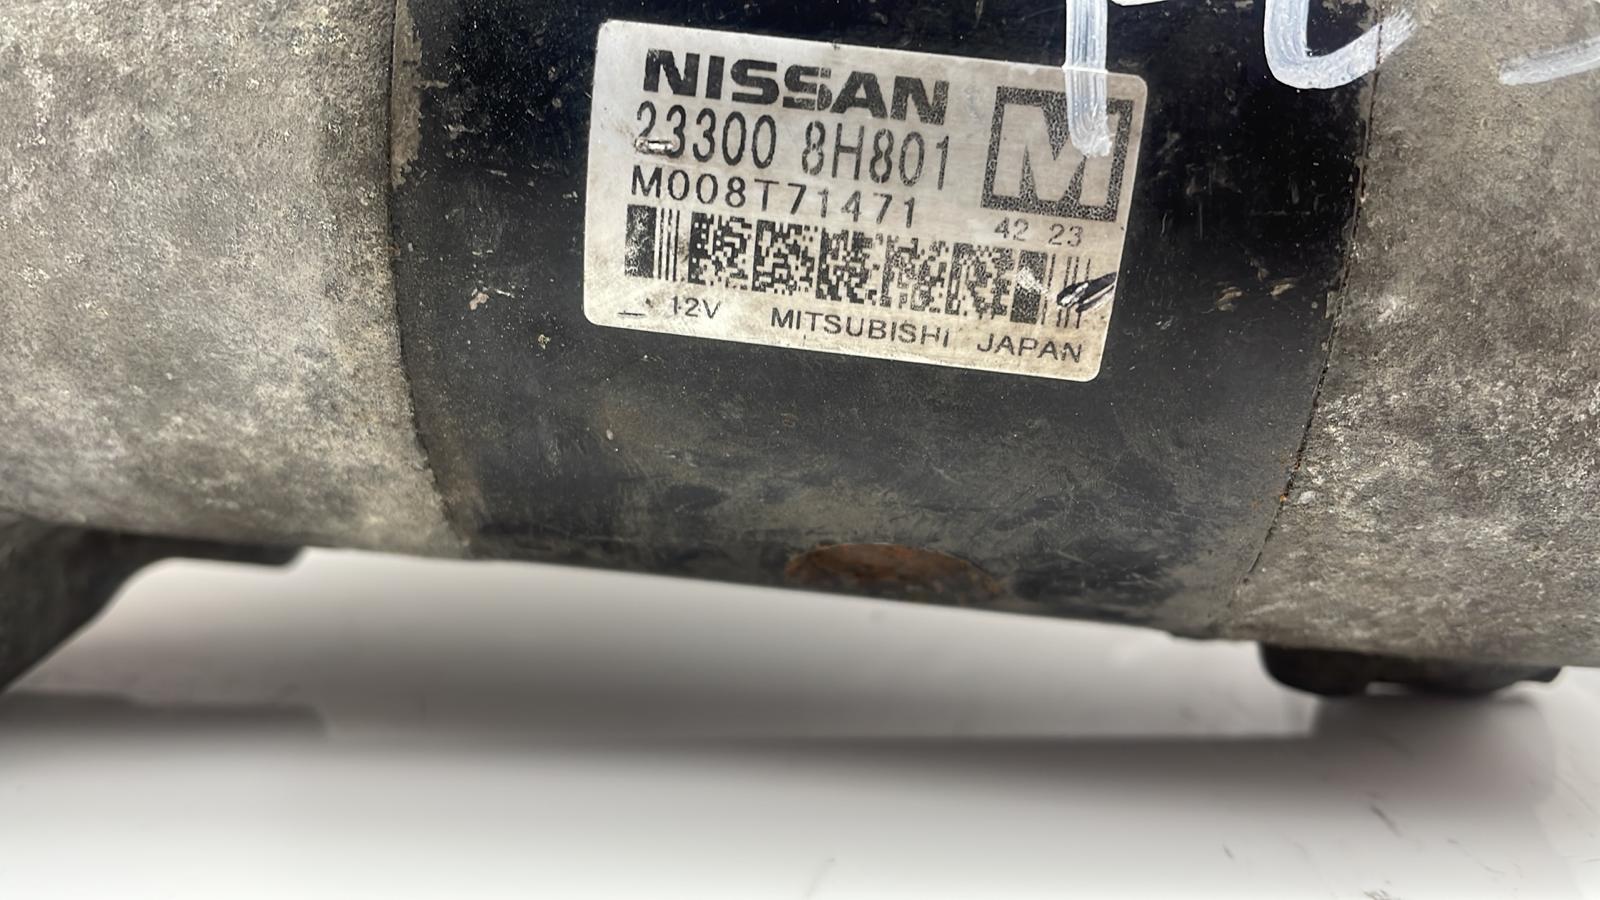 NISSAN
23300 8H801
M
M008T71471
42 23
12V MITSUBISHI JAPAN